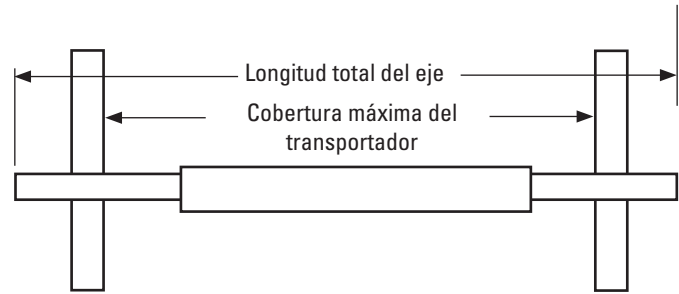 Longitud total del eje
Cobertura máxima del
transportador